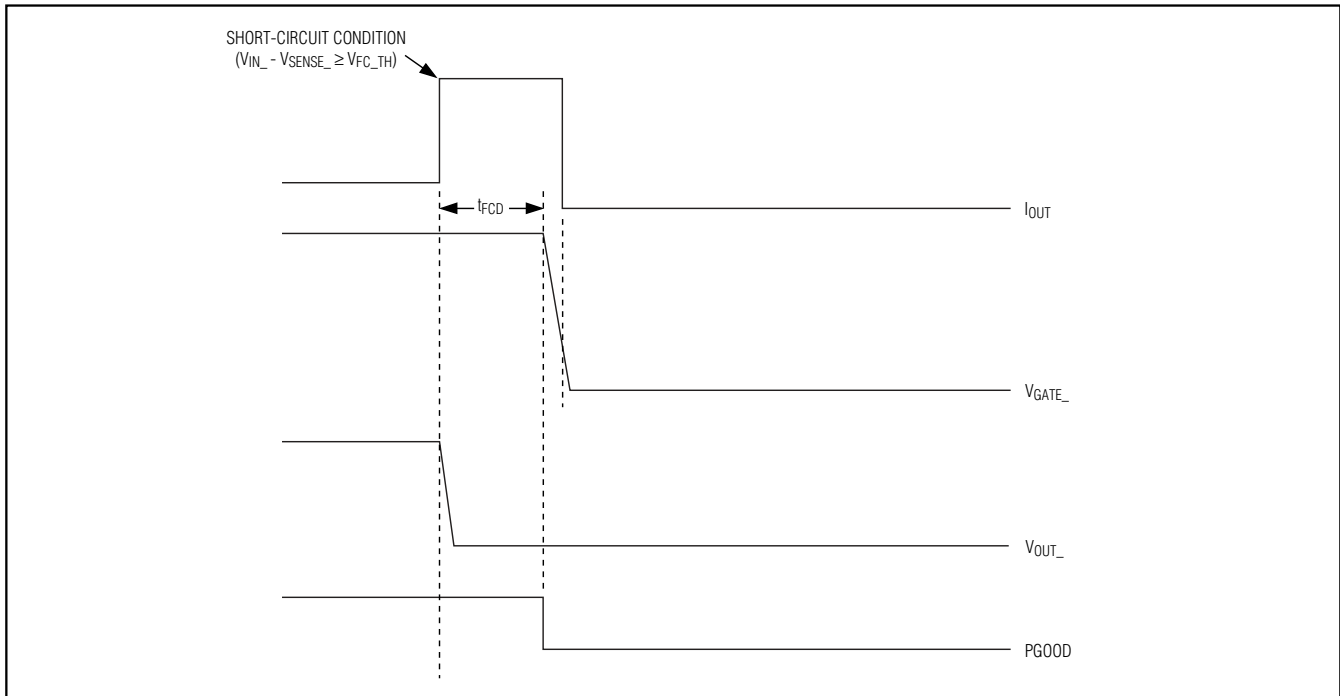 SHORT-CIRCUIT CONDITION
(VIN_ - VSENSE_ ≥ VFC_TH)
tFCD
IOUT
VGATE_
VOUT_
PGOOD